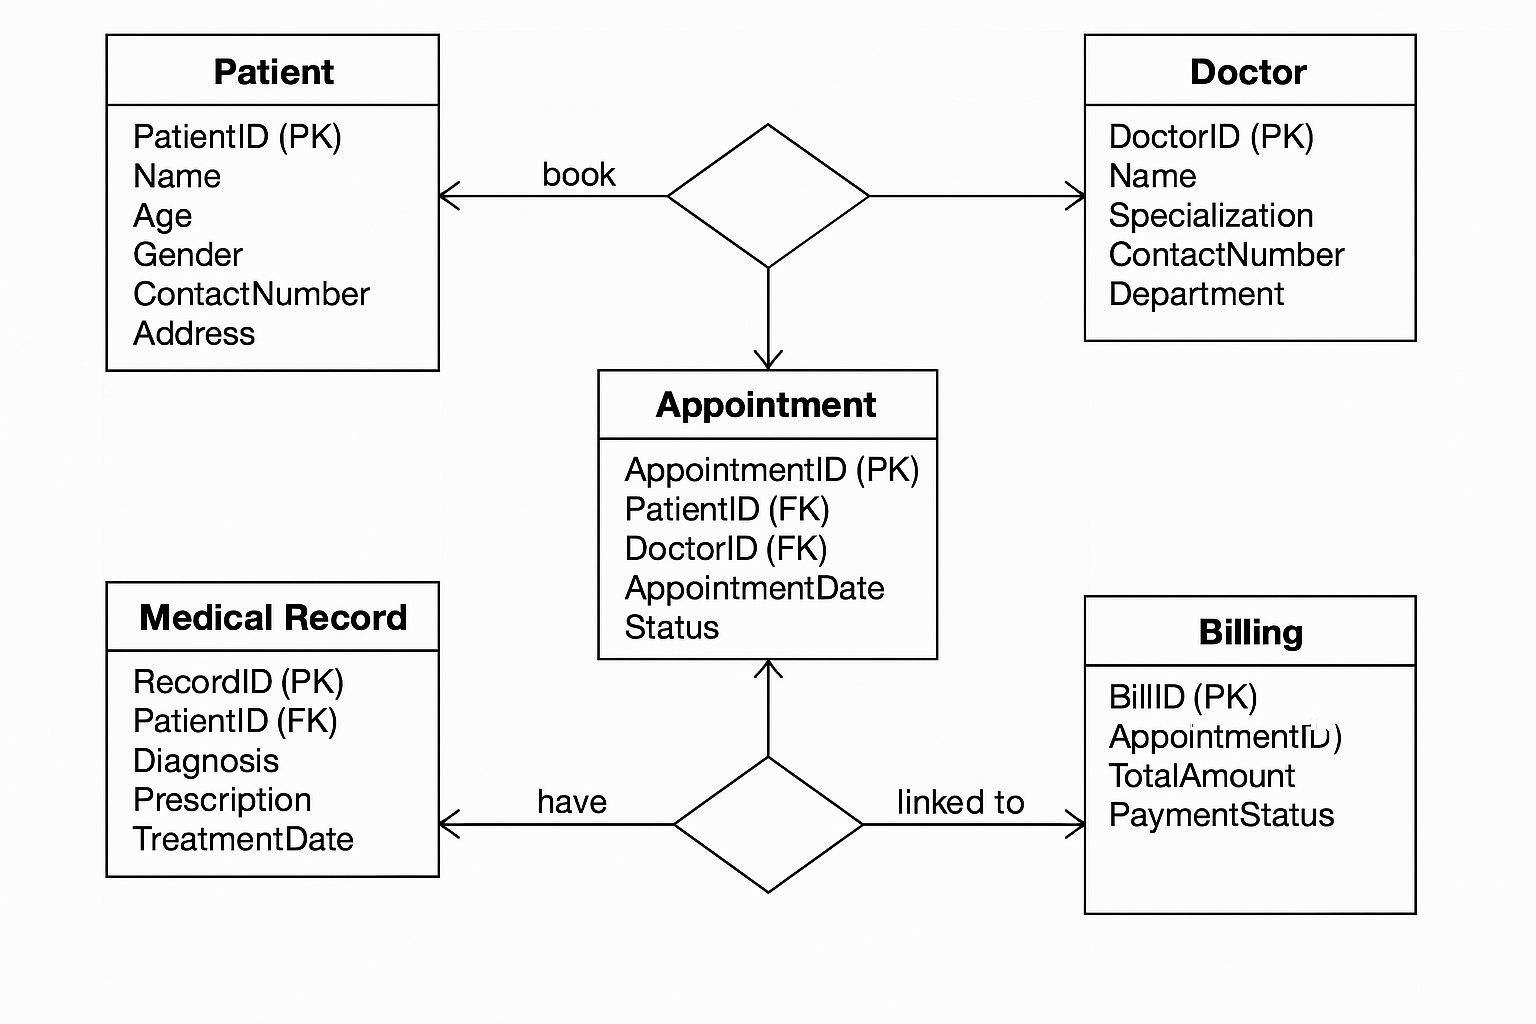 Patient
PatientID (PK)
Name
Age
Gender
ContactNumber
Address
book
Doctor
DoctorID (PK)
Name
Specialization
ContactNumber
Department
Appointment
AppointmentID (PK)
PatientID (FK)
DoctorID (FK)
AppointmentDate
Status
Medical Record
RecordID (PK)
PatientID (FK)
Diagnosis
Prescription
TreatmentDate
have
linked to
Billing
BillID (PK)
AppointmentID)
TotalAmount
PaymentStatus